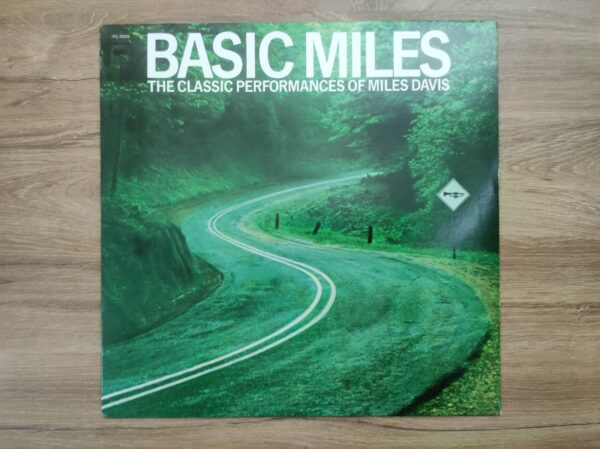 BASIC MILES
THE CLASSIC PERFORMANCES OF MILES DAVIS